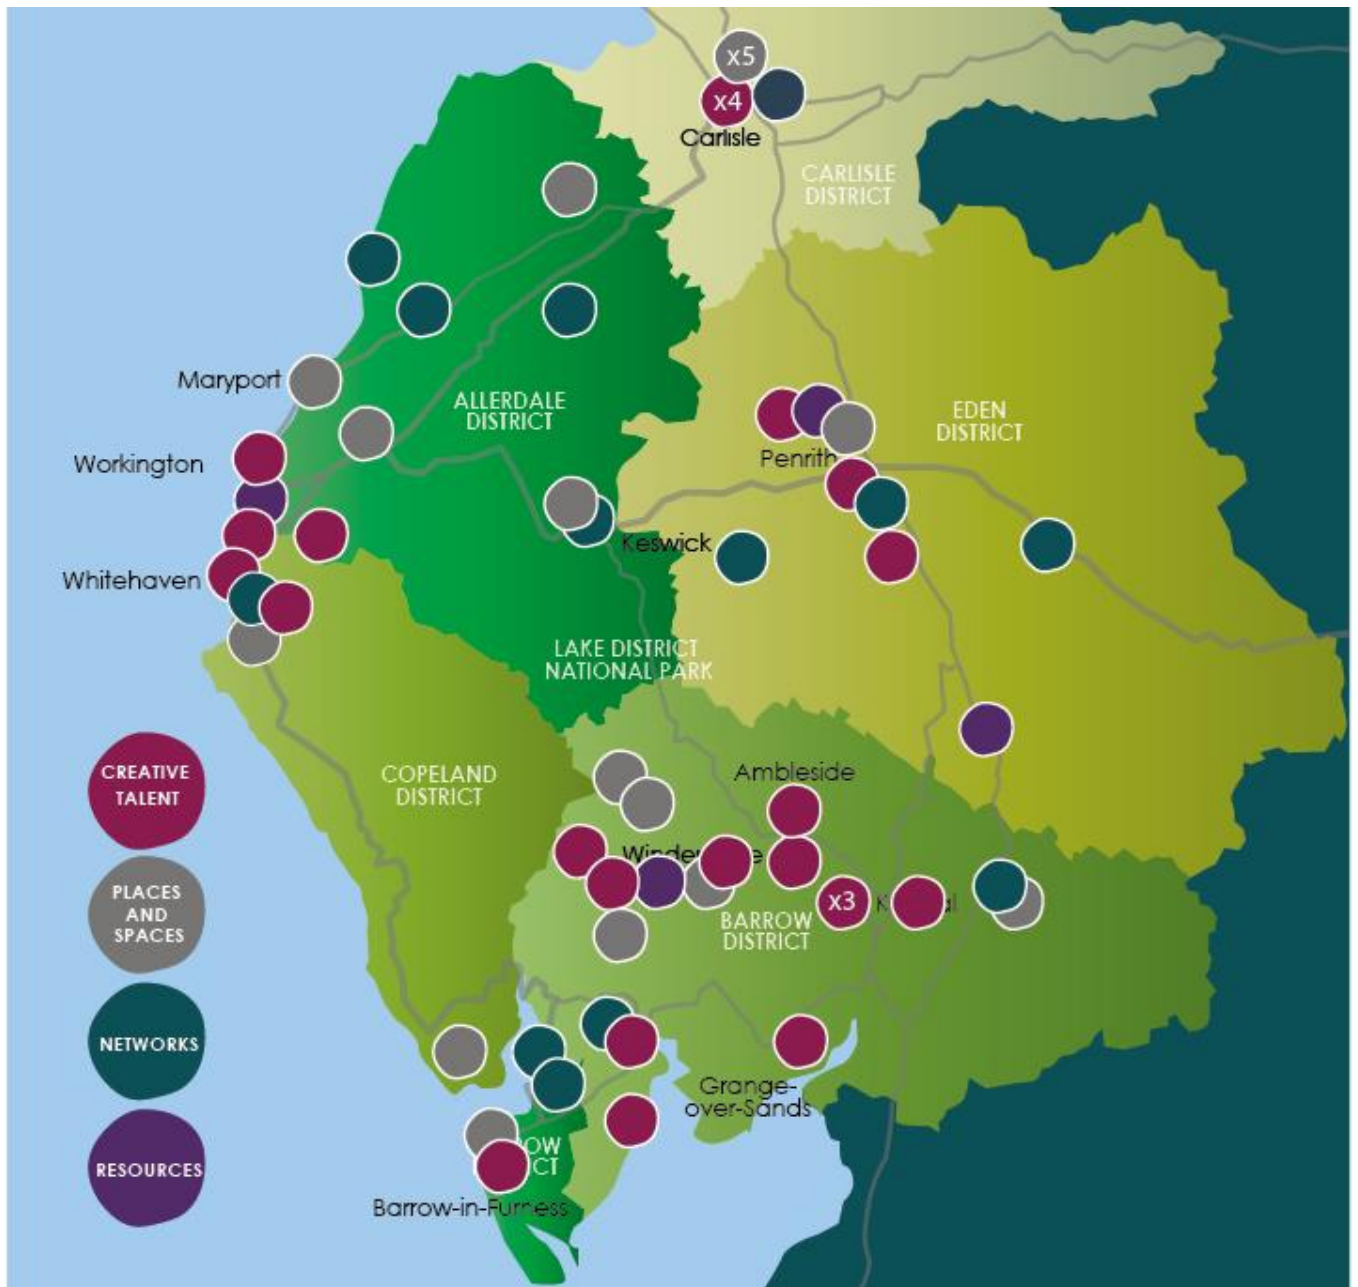 x5
x4
Carlisle
CARLISLE
DISTRICT
Maryport
ALLERDALE
DISTRICT
EDEN
DISTRICT
Workington
Penrith
Keswick
Whitehaven
LAKE DISTRICT
NATIONAL PARK
CREATIVE
TALENT
COPELAND
DISTRICT
Ambleside
PLACES
AND
SPACES
x3
BARROW
DISTRICT
NETWORKS
Grange-
over-Sands
RESOURCES
Barrow-in-Furness